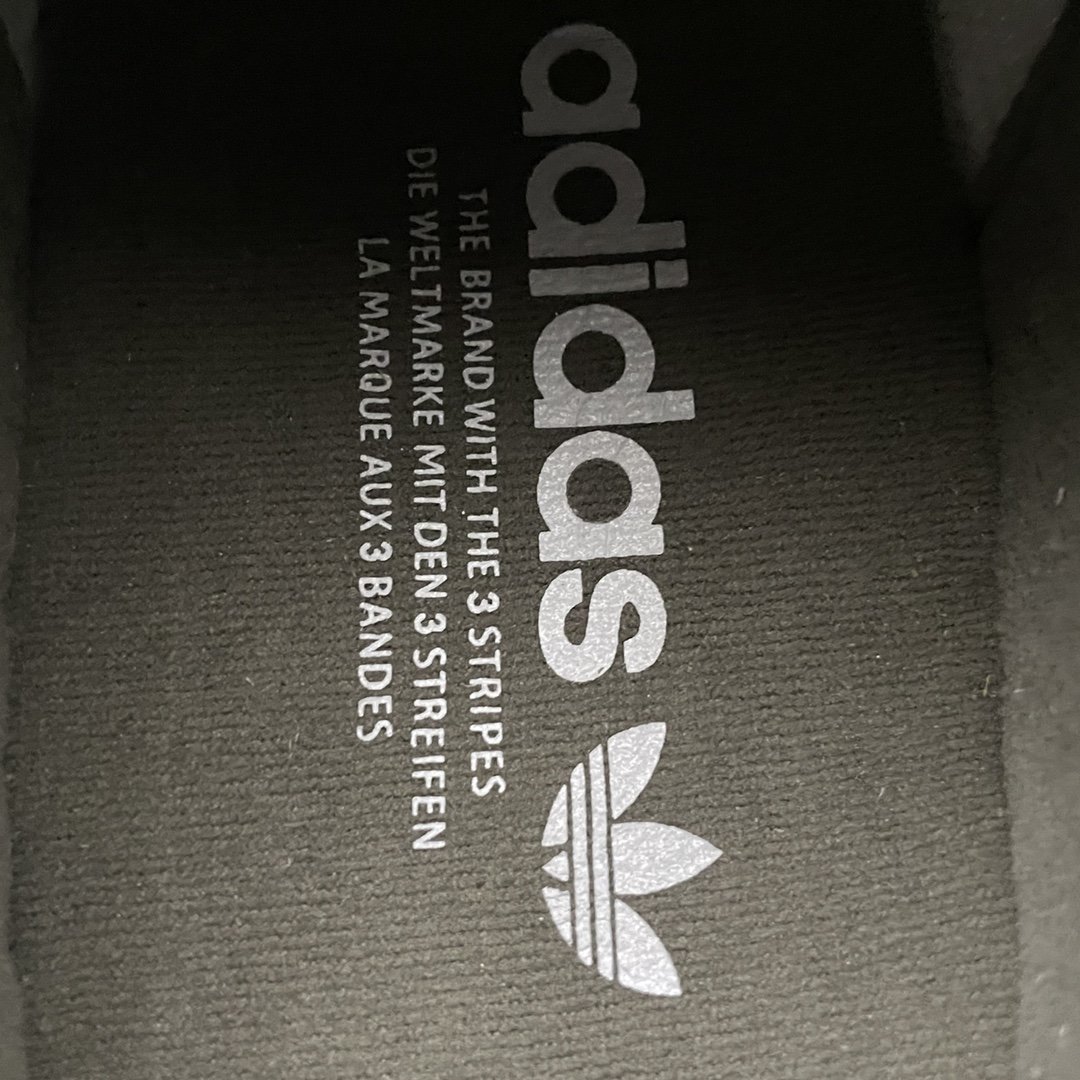 adidas
THE BRAND WITH THE 3 STRIPES
DIE WELTMARKE MIT DEN 3 STREIFEN
LA MARQUE AUX 3 BANDES